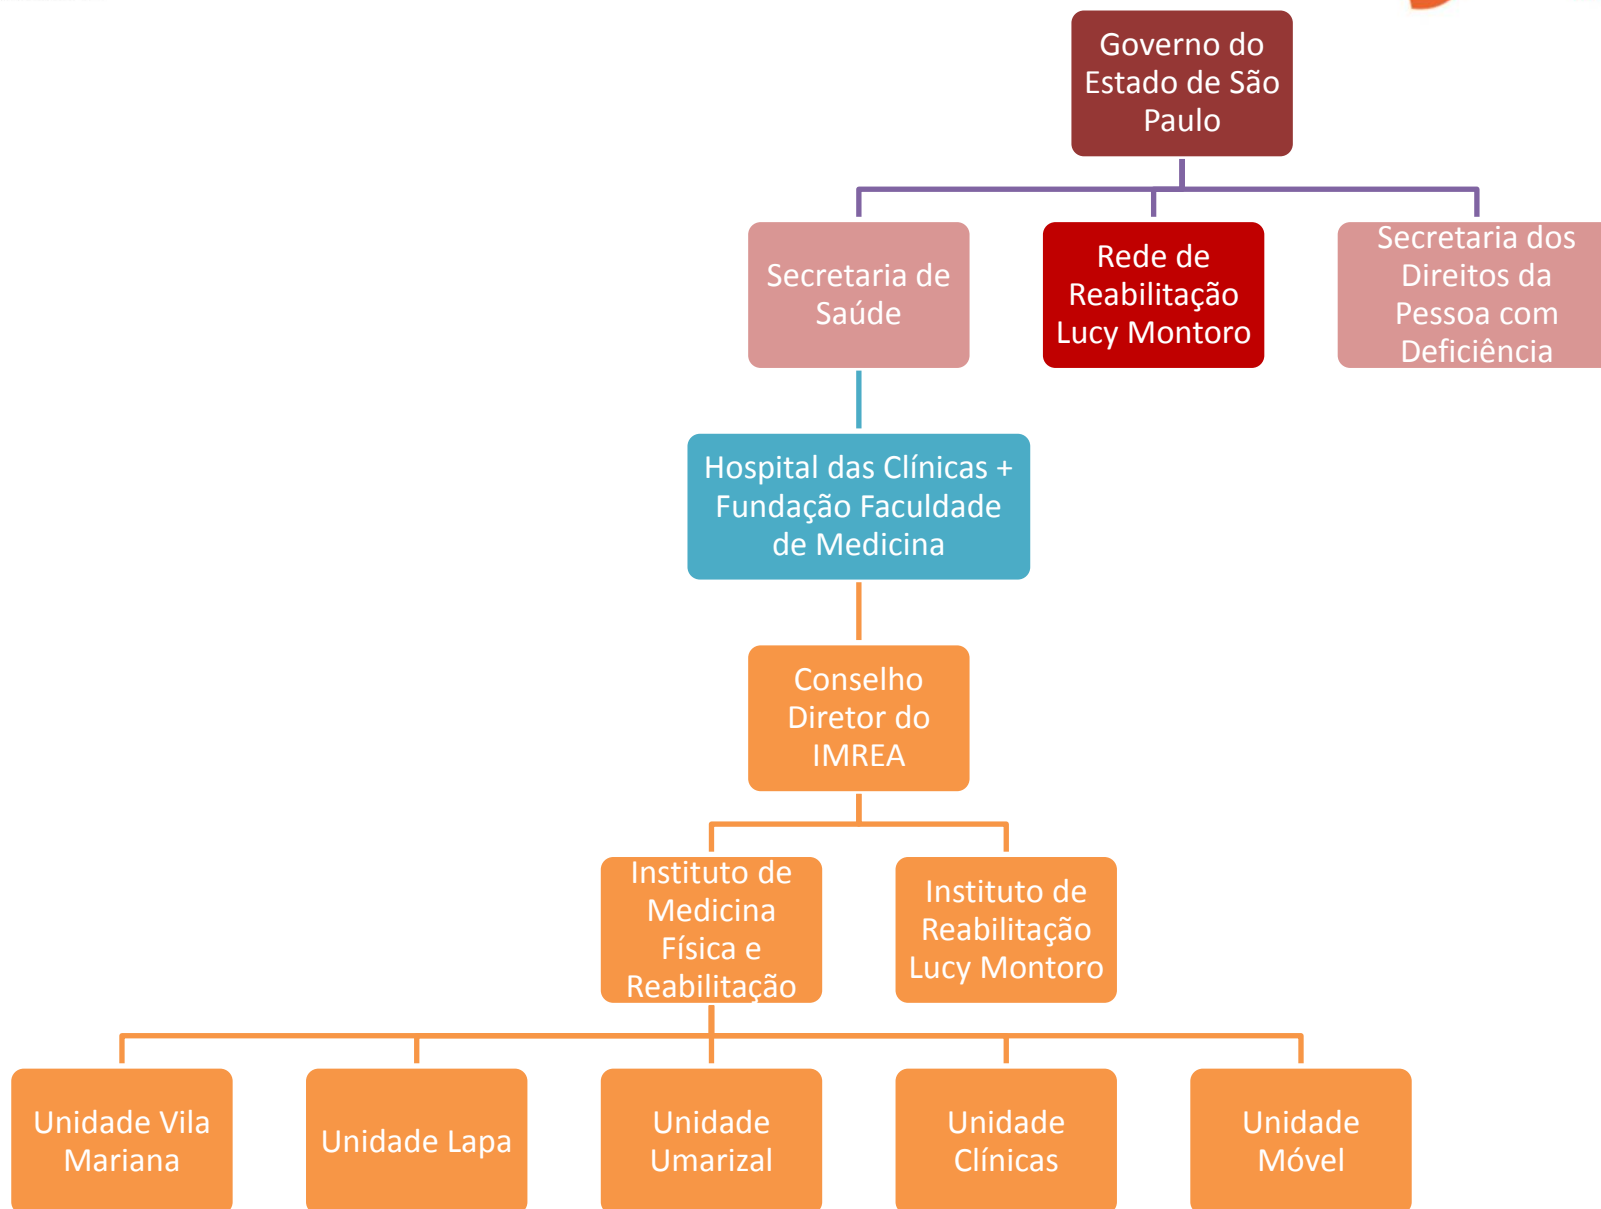 Governo do
Estado de São
Paulo
Secretaria de
Saúde
Rede de
Reabilitação
Lucy Montoro
Secretaria dos
Direitos da
Pessoa com
Deficiência
Hospital das Clínicas +
Fundação Faculdade
de Medicina
Conselho
Diretor do
IMREA
Instituto de
Medicina
Física e
Reabilitação
Instituto de
Reabilitação
Lucy Montoro
Unidade Vila
Mariana
Unidade Lapa
Unidade
Umarizal
Unidade
Clínicas
Unidade
Móvel